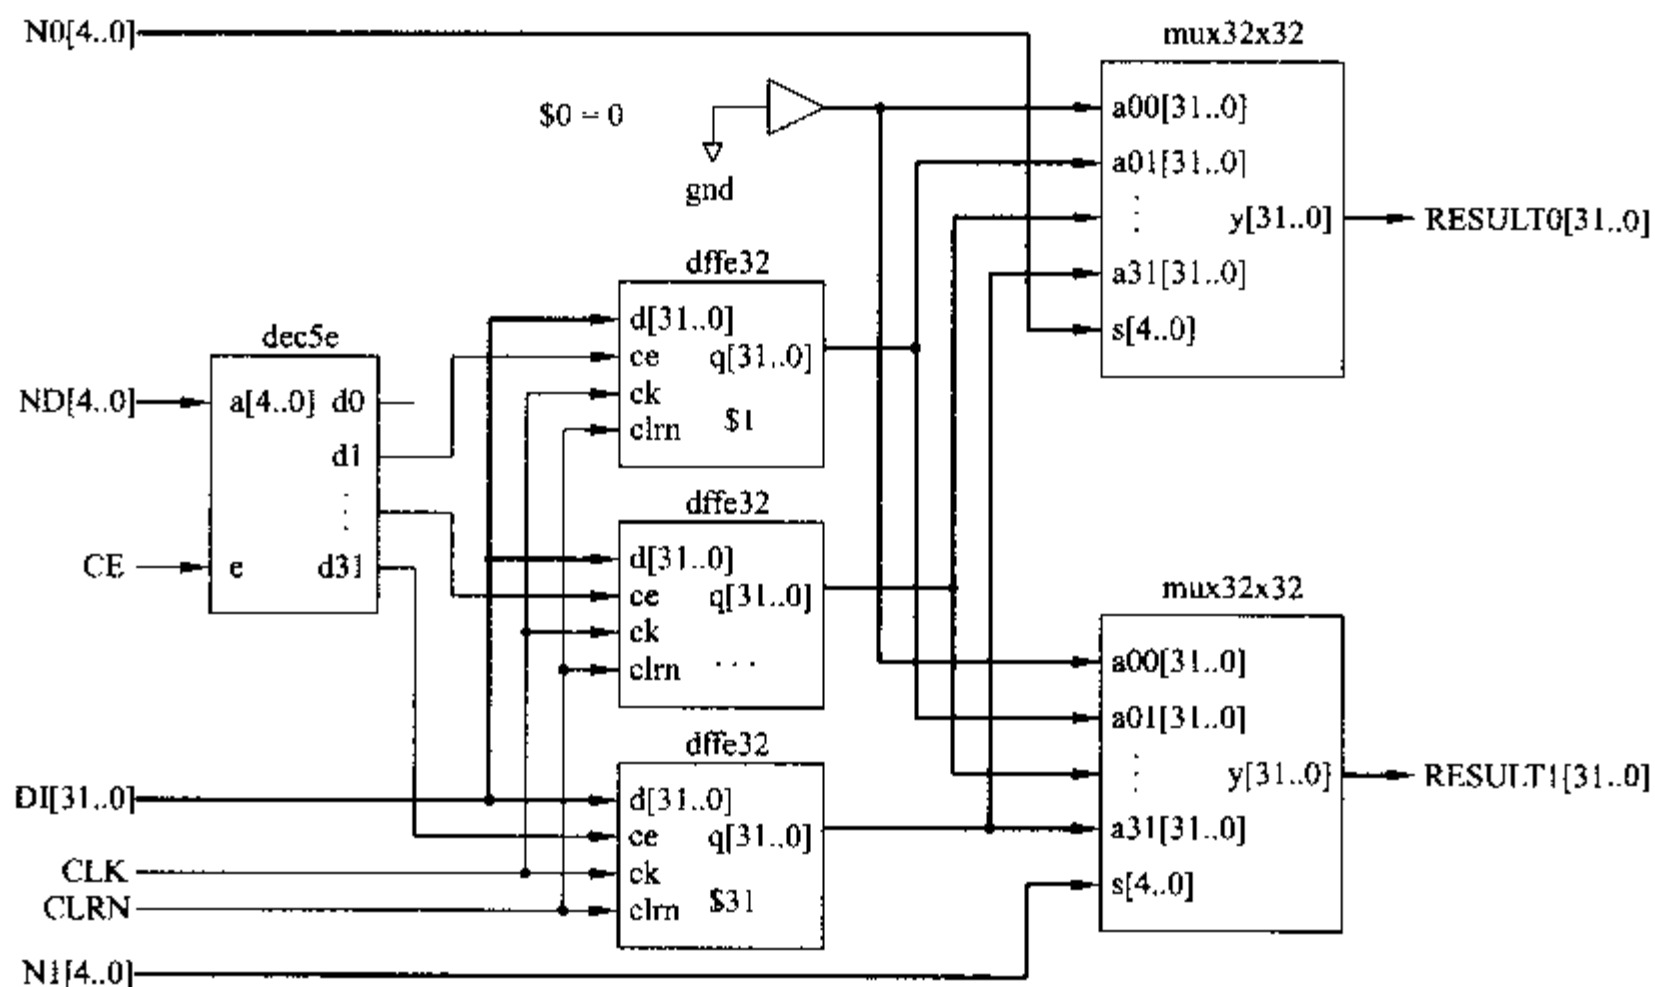 N0[4..0]
mux32x32
$0 = 0
gnd
a00[31..0]
a01[31..0]
⋮ y[31..0]
a31[31..0]
s[4..0]
RESULT0[31..0]
dec5e
ND[4..0]
a[4..0] d0
d1
⋮
CE
e d31
dffe32
d[31..0]
ce q[31..0]
ck
clrn $1
dffe32
d[31..0]
ce q[31..0]
ck
clrn ...
dffe32
DI[31..0]
d[31..0]
ce q[31..0]
CLK
ck
CLRN
clrn $31
N1[4..0]
mux32x32
a00[31..0]
a01[31..0]
⋮ y[31..0]
a31[31..0]
s[4..0]
RESULT1[31..0]